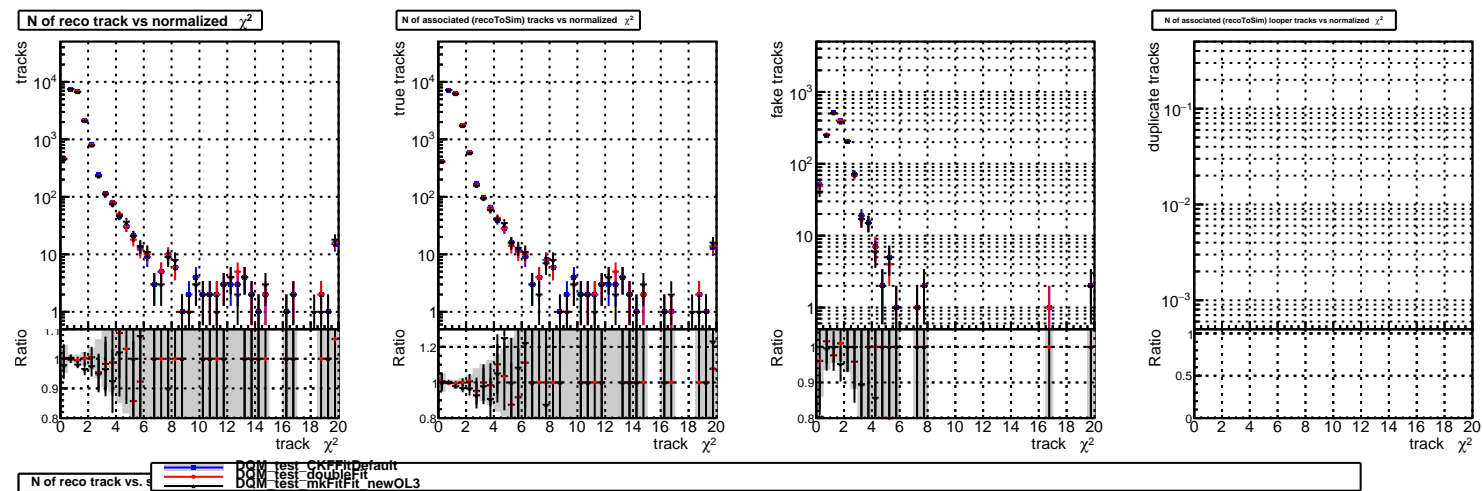 N of reco track vs normalized χ²
N of associated (recoToSim) tracks vs normalized χ²
N of associated (recoToSim) looper tracks vs normalized χ²
tracks
10⁴
10³
10²
10
1
Ratio
1.1
1
0.9
0.8
0 2 4 6 8 10 12 14 16 18 20
track χ²
true tracks
10⁴
10³
10²
10
1
Ratio
1.2
1
0.8
0 2 4 6 8 10 12 14 16 18 20
track χ²
fake tracks
10³
10²
10
1
Ratio
1
0.9
0.8
0 2 4 6 8 10 12 14 16 18 20
track χ²
duplicate tracks
10⁻¹
10⁻²
10⁻³
Ratio
1
0.5
0
0 2 4 6 8 10 12 14 16 18 20
track χ²
DQM_test_CKFFitDefault
DQM_test_doubleFit
DQM_test_mkFitFit_newOL3
N of reco track vs. s